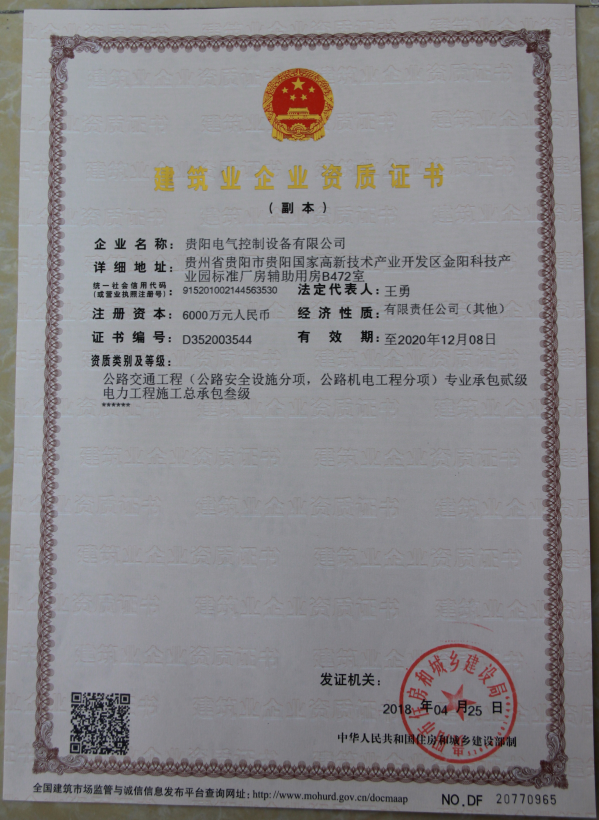 建筑业企业资质证书
（副本）
企业名称：贵阳电气控制设备有限公司
详细地址：贵州省贵阳市贵阳国家高新技术产业开发区金阳科技产
业园标准厂房辅助用房B472室
统一社会信用代码
(或营业执照注册号)：915201002144563530 法定代表人：王勇
注册资本：6000万元人民币 经济性质：有限责任公司（其他）
证书编号：D352003544 有效期：至2020年12月08日
资质类别及等级：
公路交通工程（公路安全设施分项，公路机电工程分项）专业承包贰级
电力工程施工总承包叁级
******
发证机关：
市住房和城乡建设局
2018年04月25日
中华人民共和国住房和城乡建设部制
全国建筑市场监管与诚信信息发布平台查询网址：http://www.mohurd.gov.cn/docmaap
NO.DF 20770965